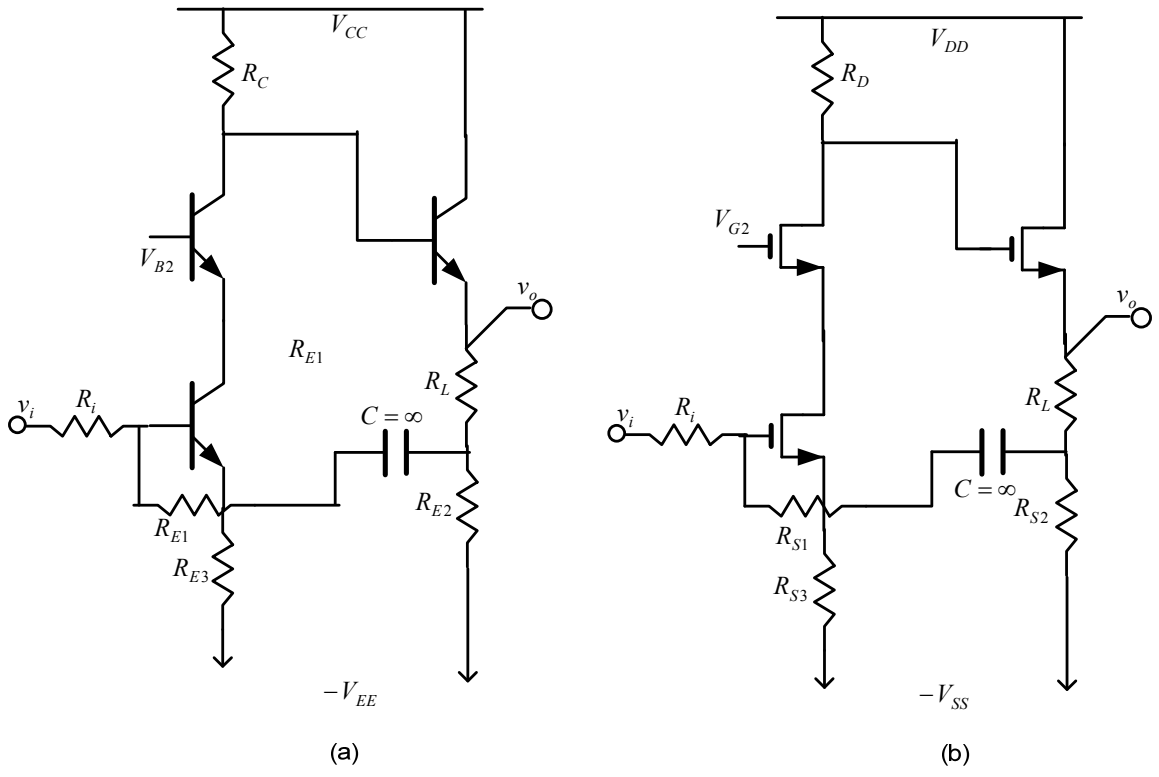 V_CC
R_C
V_B2
R_E1
v_o
R_L
v_i
R_i
C = ∞
R_E1
R_E2
R_E3
−V_EE
(a)
V_DD
R_D
V_G2
v_o
R_L
v_i
R_i
C = ∞
R_S1
R_S2
R_S3
−V_SS
(b)